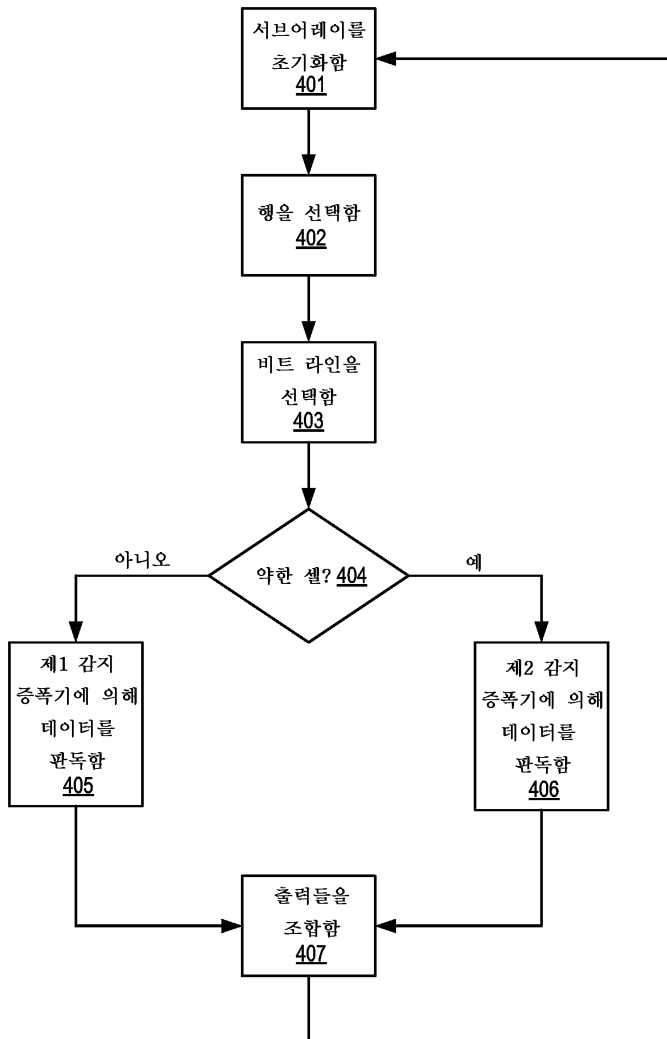 서브어레이를
초기화함
401
행을 선택함
402
비트 라인을
선택함
403
약한 셀? 404
아니오
예
제1 감지
증폭기에 의해
데이터를
판독함
405
제2 감지
증폭기에 의해
데이터를
판독함
406
출력들을
조합함
407